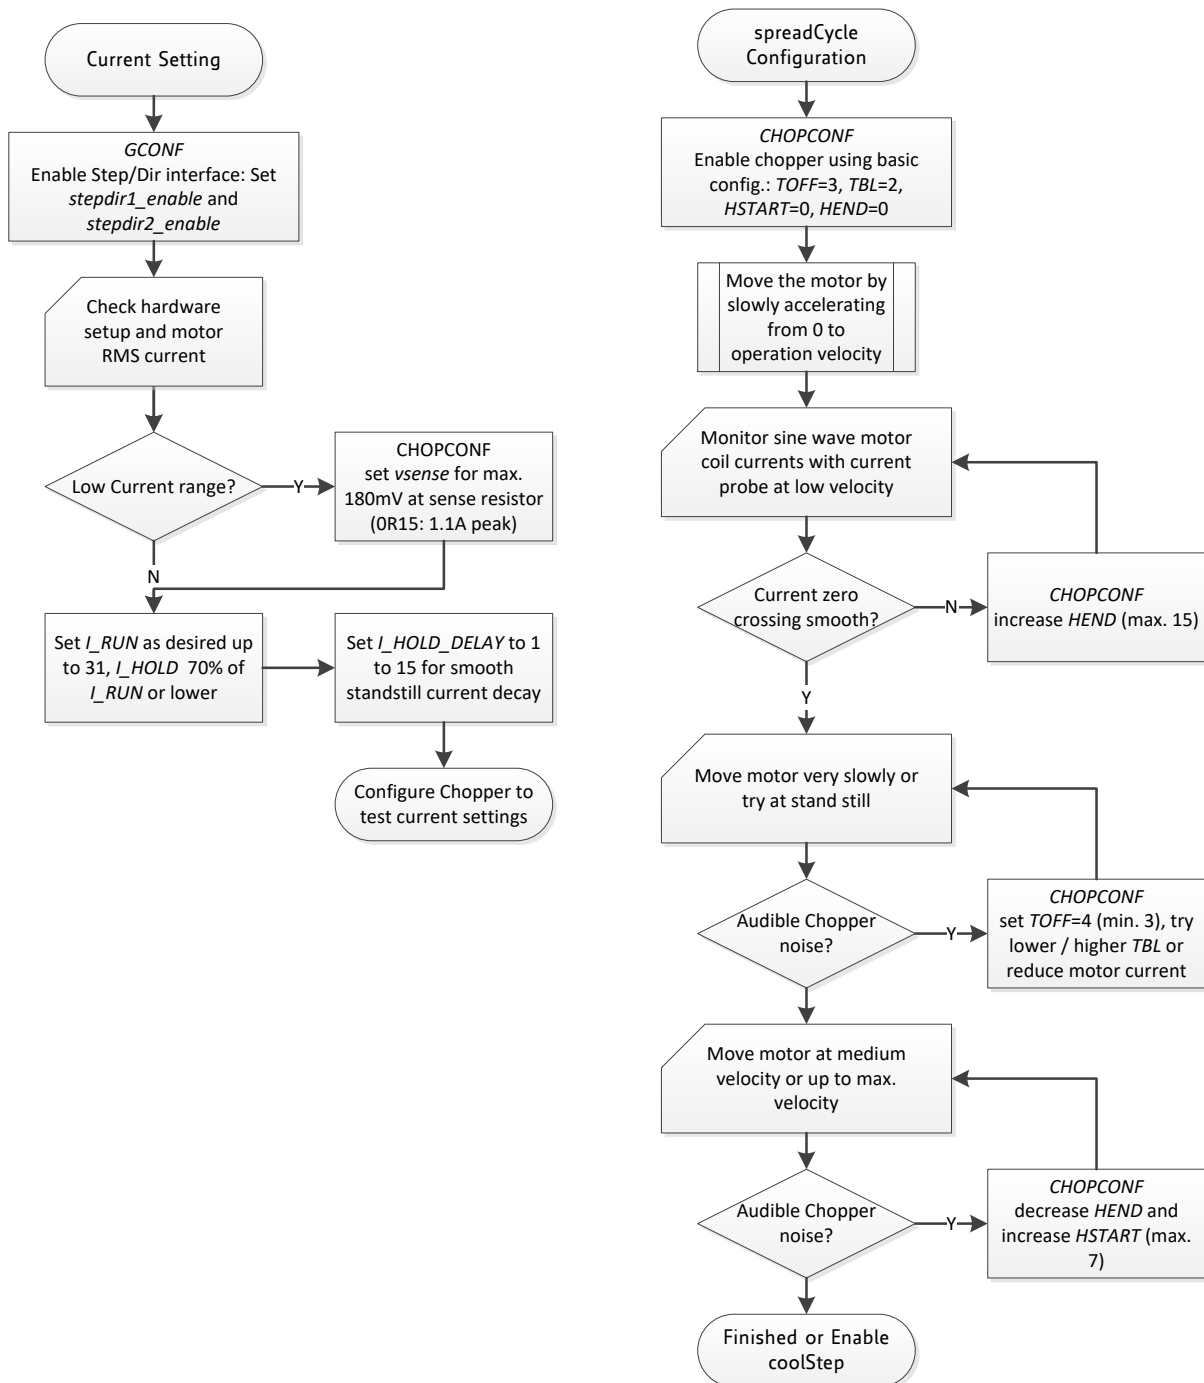 Current Setting
GCONF
Enable Step/Dir interface: Set
stepdir1_enable and
stepdir2_enable
Check hardware
setup and motor
RMS current
Low Current range?
Y
CHOPCONF
set vsense for max.
180mV at sense resistor
(0R15: 1.1A peak)
N
Set I_RUN as desired up
to 31, I_HOLD 70% of
I_RUN or lower
Set I_HOLD_DELAY to 1
to 15 for smooth
standstill current decay
Configure Chopper to
test current settings
spreadCycle
Configuration
CHOPCONF
Enable chopper using basic
config.: TOFF=3, TBL=2,
HSTART=0, HEND=0
Move the motor by
slowly accelerating
from 0 to
operation velocity
Monitor sine wave motor
coil currents with current
probe at low velocity
Current zero
crossing smooth?
N
CHOPCONF
increase HEND (max. 15)
Y
Move motor very slowly or
try at stand still
Audible Chopper
noise?
Y
CHOPCONF
set TOFF=4 (min. 3), try
lower / higher TBL or
reduce motor current
Move motor at medium
velocity or up to max.
velocity
Audible Chopper
noise?
Y
CHOPCONF
decrease HEND and
increase HSTART (max.
7)
Finished or Enable
coolStep